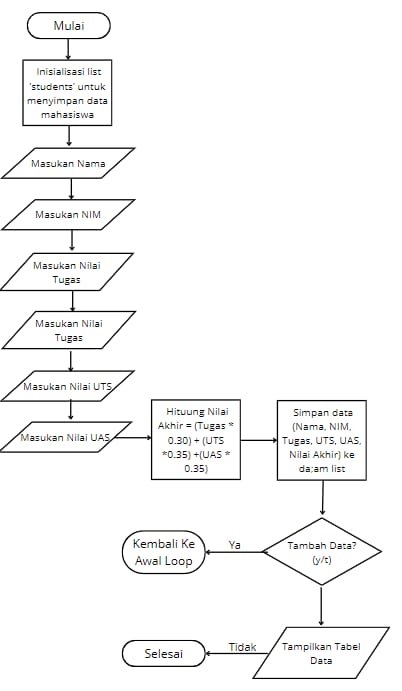 Mulai
Inisialisasi list
'students' untuk
menyimpan data
mahasiswa
Masukan Nama
Masukan NIM
Masukan Nilai
Tugas
Masukan Nilai
Tugas
Masukan Nilai UTS
Masukan Nilai UAS
Hituung Nilai
Akhir = (Tugas *
0.30) + (UTS
*0.35) +(UAS *
0.35)
Simpan data
(Nama, NIM,
Tugas, UTS, UAS,
Nilai Akhir) ke
da;am list
Tambah Data?
(y/t)
Ya
Kembali Ke
Awal Loop
Tampilkan Tabel
Data
Tidak
Selesai